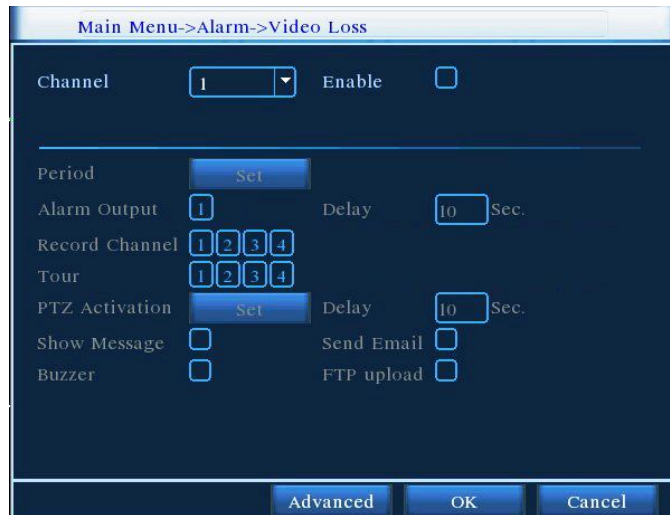 Main Menu->Alarm->Video Loss
Channel 1 Enable
Period Set
Alarm Output 1 Delay 10 Sec.
Record Channel 1 2 3 4
Tour 1 2 3 4
PTZ Activation Set Delay 10 Sec.
Show Message Send Email
Buzzer FTP upload
Advanced OK Cancel